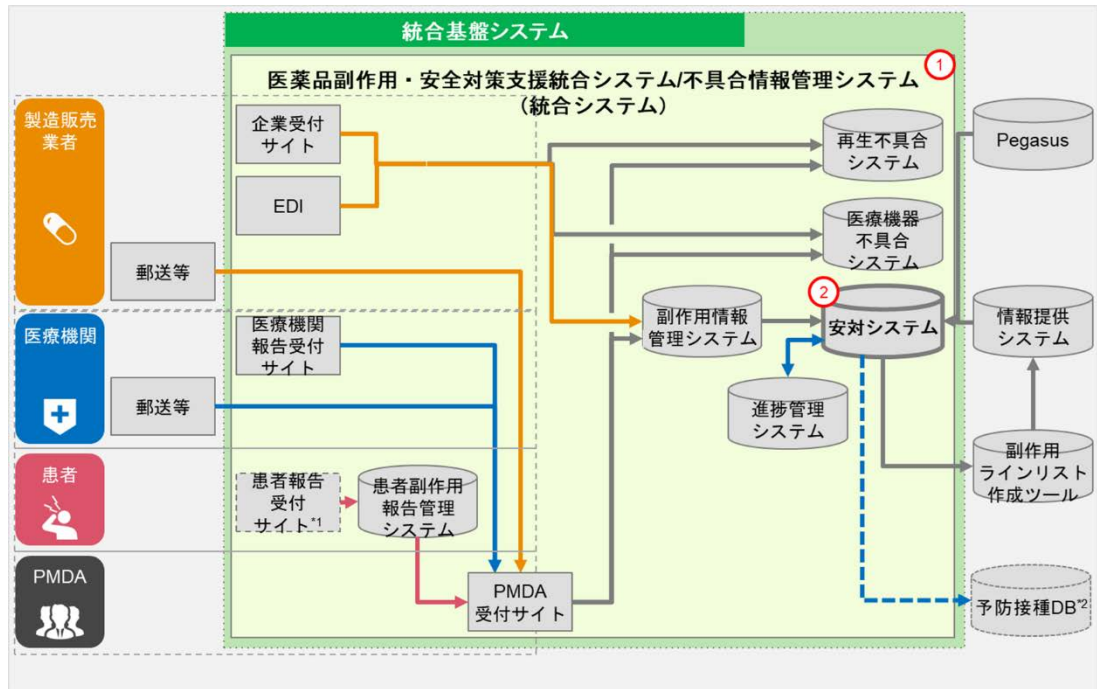 統合基盤システム
医薬品副作用・安全対策支援統合システム/不具合情報管理システム
(統合システム)
①
製造販売
業者
企業受付
サイト
EDI
郵送等
再生不具合
システム
Pegasus
医療機器
不具合
システム
医療機関
医療機関
報告受付
サイト
郵送等
副作用情報
管理システム
②
安対システム
情報提供
システム
進捗管理
システム
患者
患者報告
受付
サイト*1
患者副作用
報告管理
システム
副作用
ラインリスト
作成ツール
PMDA
PMDA
受付サイト
予防接種DB*2